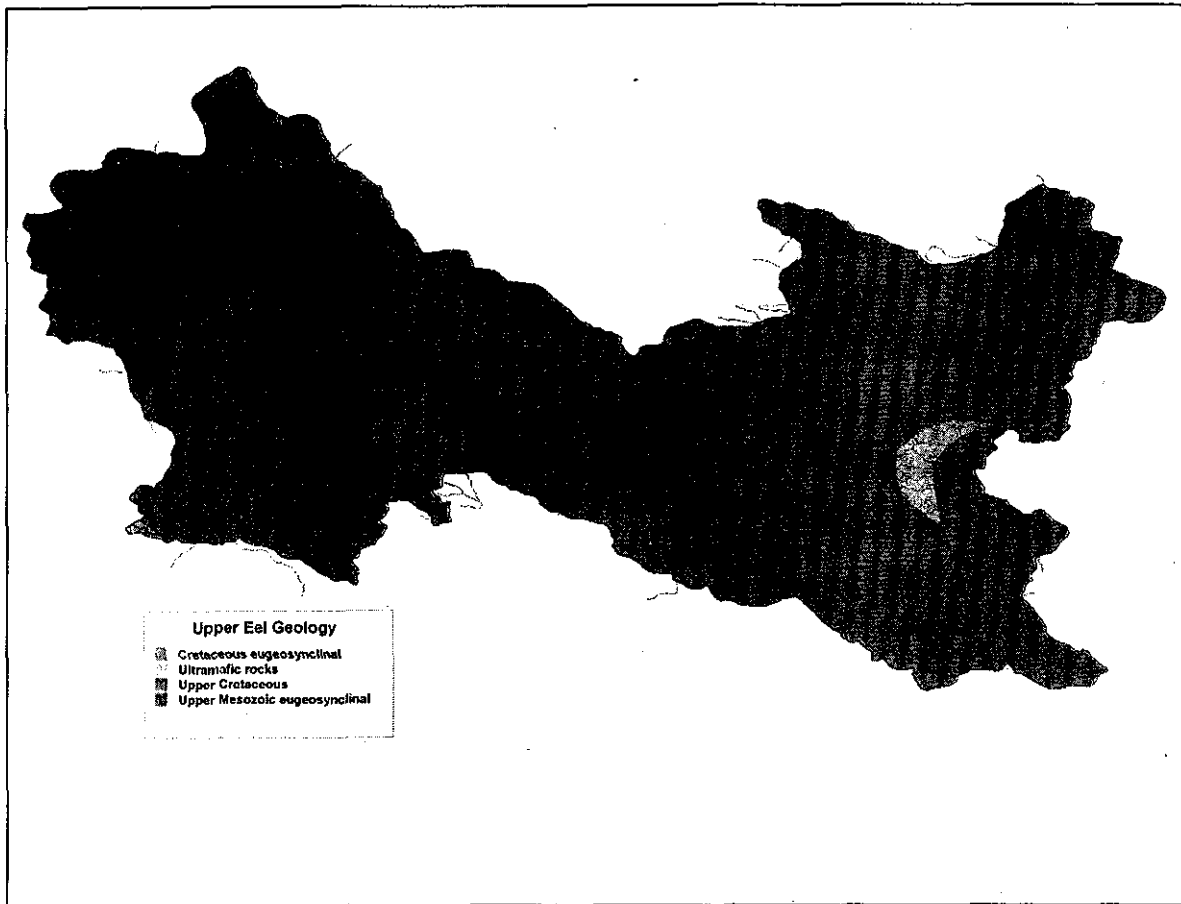 Upper Eel Geology
Cretaceous eugeosynclinal
Ultramafic rocks
Upper Cretaceous
Upper Mesozoic eugeosynclinal